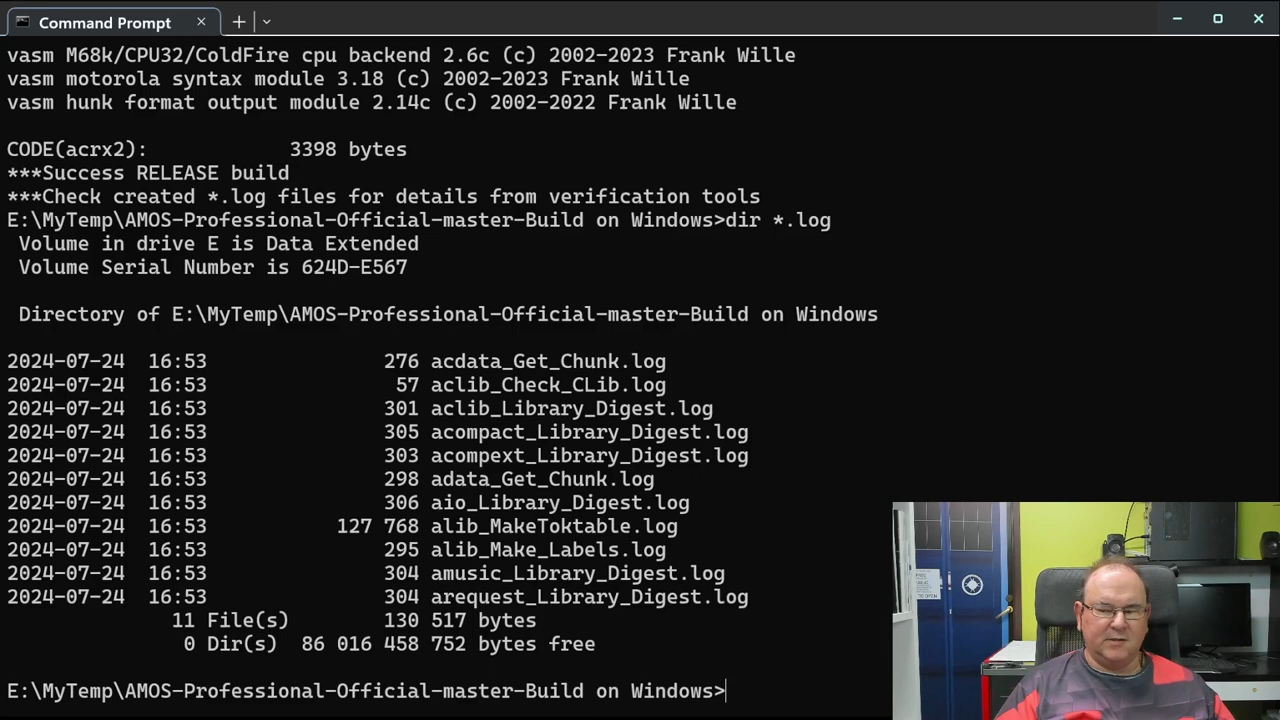 Command Prompt
vasm M68k/CPU32/ColdFire cpu backend 2.6c (c) 2002-2023 Frank Wille
vasm motorola syntax module 3.18 (c) 2002-2023 Frank Wille
vasm hunk format output module 2.14c (c) 2002-2022 Frank Wille
CODE(acrx2): 3398 bytes
***Success RELEASE build
***Check created *.log files for details from verification tools
E:\MyTemp\AMOS-Professional-Official-master-Build on Windows>dir *.log
Volume in drive E is Data Extended
Volume Serial Number is 624D-E567
Directory of E:\MyTemp\AMOS-Professional-Official-master-Build on Windows
2024-07-24 16:53 276 acdata_Get_Chunk.log
2024-07-24 16:53 57 aclib_Check_CLib.log
2024-07-24 16:53 301 aclib_Library_Digest.log
2024-07-24 16:53 305 acompact_Library_Digest.log
2024-07-24 16:53 303 acompext_Library_Digest.log
2024-07-24 16:53 298 adata_Get_Chunk.log
2024-07-24 16:53 306 aio_Library_Digest.log
2024-07-24 16:53 127 768 alib_MakeToktable.log
2024-07-24 16:53 295 alib_Make_Labels.log
2024-07-24 16:53 304 amusic_Library_Digest.log
2024-07-24 16:53 304 arequest_Library_Digest.log
11 File(s) 130 517 bytes
0 Dir(s) 86 016 458 752 bytes free
E:\MyTemp\AMOS-Professional-Official-master-Build on Windows>